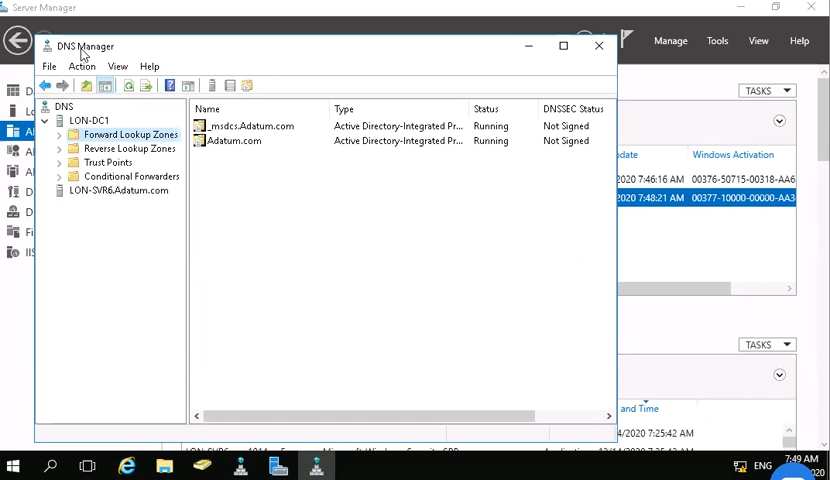 Server Manager
Manage Tools View Help
DNS Manager
File Action View Help
DNS
LON-DC1
Forward Lookup Zones
Reverse Lookup Zones
Trust Points
Conditional Forwarders
LON-SVR6.Adatum.com
Name Type Status DNSSEC Status
_msdcs.Adatum.com Active Directory-Integrated Pr... Running Not Signed
Adatum.com Active Directory-Integrated Pr... Running Not Signed
TASKS
update Windows Activation
2020 7:46:16 AM 00376-50715-00318-AA6
2020 7:48:21 AM 00377-10000-00000-AA3
TASKS
and Time
4/2020 7:25:42 AM
ENG
7:49 AM
2020